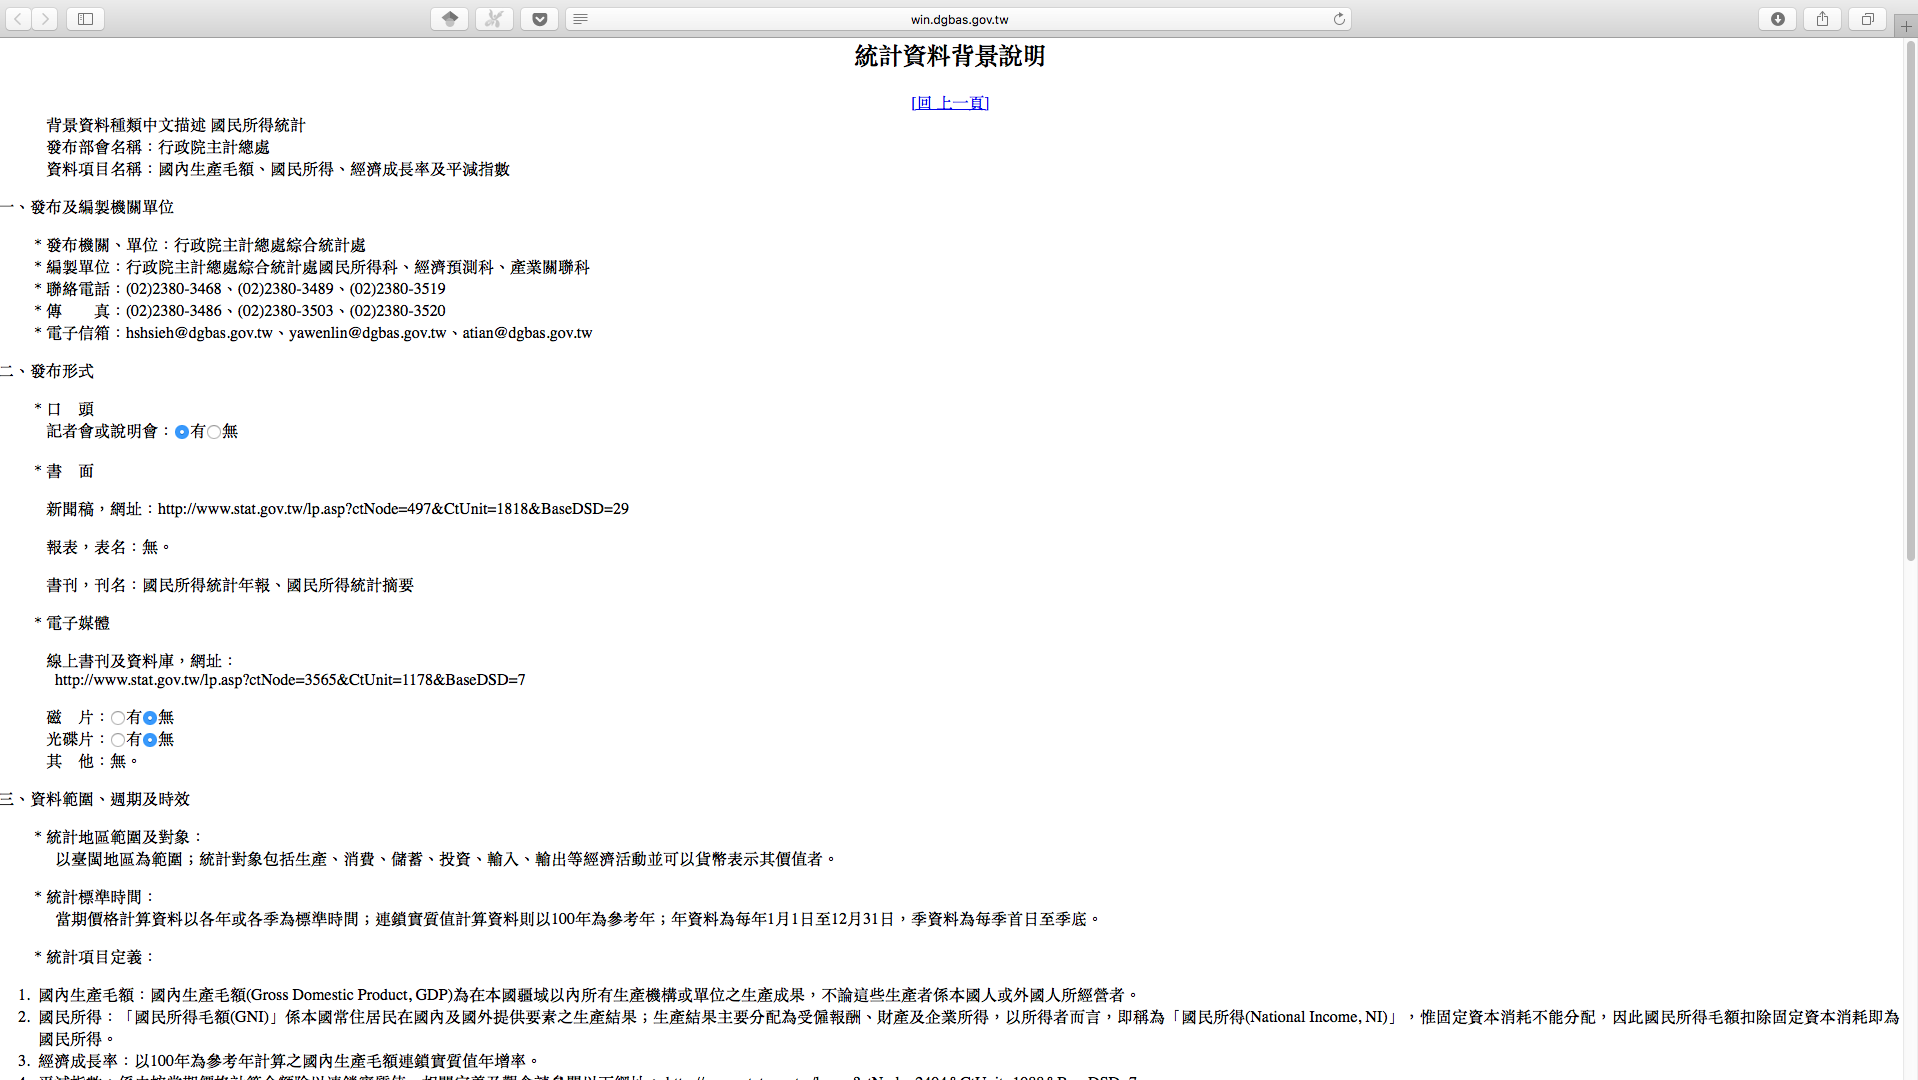 win.dgbas.gov.tw
統計資料背景說明
[回 上一頁]
背景資料種類中文描述 國民所得統計
發布部會名稱：行政院主計總處
資料項目名稱：國內生產毛額、國民所得、經濟成長率及平減指數
一、發布及編製機關單位
* 發布機關、單位：行政院主計總處綜合統計處
* 編製單位：行政院主計總處綜合統計處國民所得科、經濟預測科、產業關聯科
* 聯絡電話：(02)2380-3468、(02)2380-3489、(02)2380-3519
* 傳　　真：(02)2380-3486、(02)2380-3503、(02)2380-3520
* 電子信箱：hshsieh@dgbas.gov.tw、yawenlin@dgbas.gov.tw、atian@dgbas.gov.tw
二、發布形式
* 口　頭
記者會或說明會：有無
* 書　面
新聞稿，網址：http://www.stat.gov.tw/lp.asp?ctNode=497&CtUnit=1818&BaseDSD=29
報表，表名：無。
書刊，刊名：國民所得統計年報、國民所得統計摘要
* 電子媒體
線上書刊及資料庫，網址：
http://www.stat.gov.tw/lp.asp?ctNode=3565&CtUnit=1178&BaseDSD=7
磁　片：有無
光碟片：有無
其　他：無。
三、資料範圍、週期及時效
* 統計地區範圍及對象：
以臺閩地區為範圍；統計對象包括生產、消費、儲蓄、投資、輸入、輸出等經濟活動並可以貨幣表示其價值者。
* 統計標準時間：
當期價格計算資料以各年或各季為標準時間；連鎖實質值計算資料則以100年為參考年；年資料為每年1月1日至12月31日，季資料為每季首日至季底。
* 統計項目定義：
1. 國內生產毛額：國內生產毛額(Gross Domestic Product, GDP)為在本國疆域以內所有生產機構或單位之生產成果，不論這些生產者係本國人或外國人所經營者。
2. 國民所得：「國民所得毛額(GNI)」係本國常住居民在國內及國外提供要素之生產結果；生產結果主要分配為受僱報酬、財產及企業所得，以所得者而言，即稱為「國民所得(National Income, NI)」，惟固定資本消耗不能分配，因此國民所得毛額扣除固定資本消耗即為
國民所得。
3. 經濟成長率：以100年為參考年計算之國內生產毛額連鎖實質值年增率。